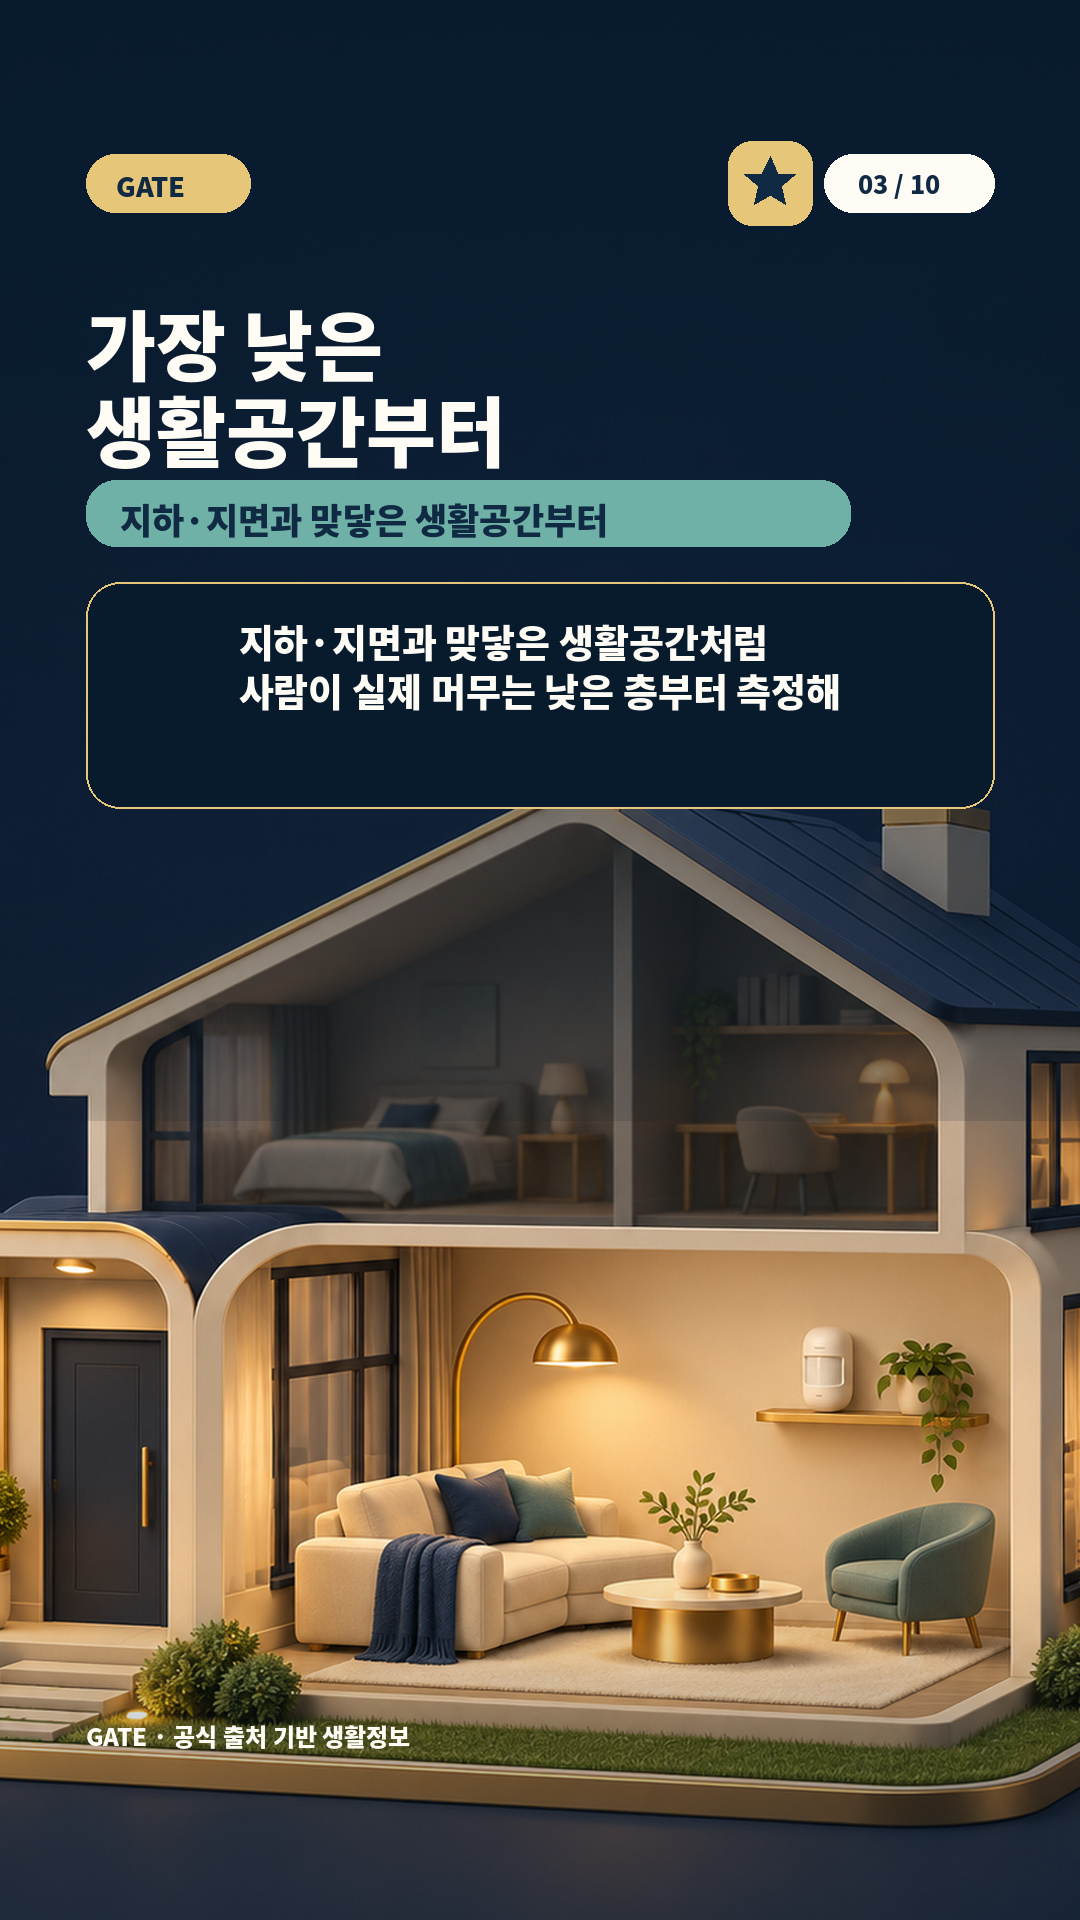 GATE
03 / 10
가장 낮은
생활공간부터
지하·지면과 맞닿은 생활공간부터
지하·지면과 맞닿은 생활공간처럼
사람이 실제 머무는 낮은 층부터 측정해
GATE · 공식 출처 기반 생활정보